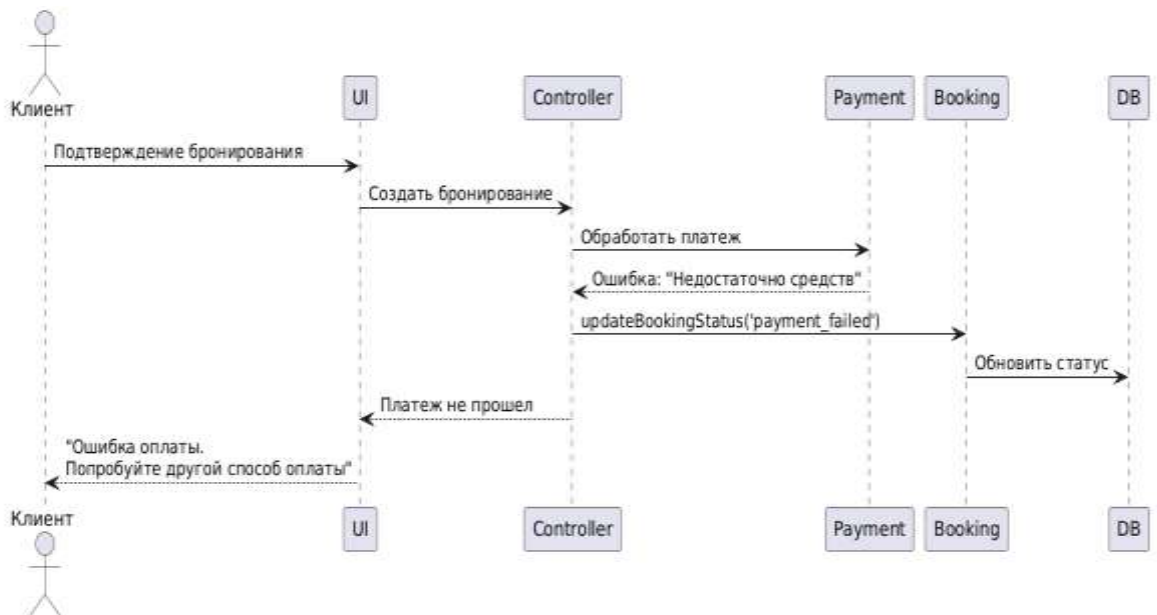 Клиент
UI
Controller
Payment
Booking
DB
Подтверждение бронирования
Создать бронирование
Обработать платеж
Ошибка: "Недостаточно средств"
updateBookingStatus('payment_failed')
Обновить статус
Платеж не прошел
"Ошибка оплаты.
Попробуйте другой способ оплаты"
Клиент
UI
Controller
Payment
Booking
DB